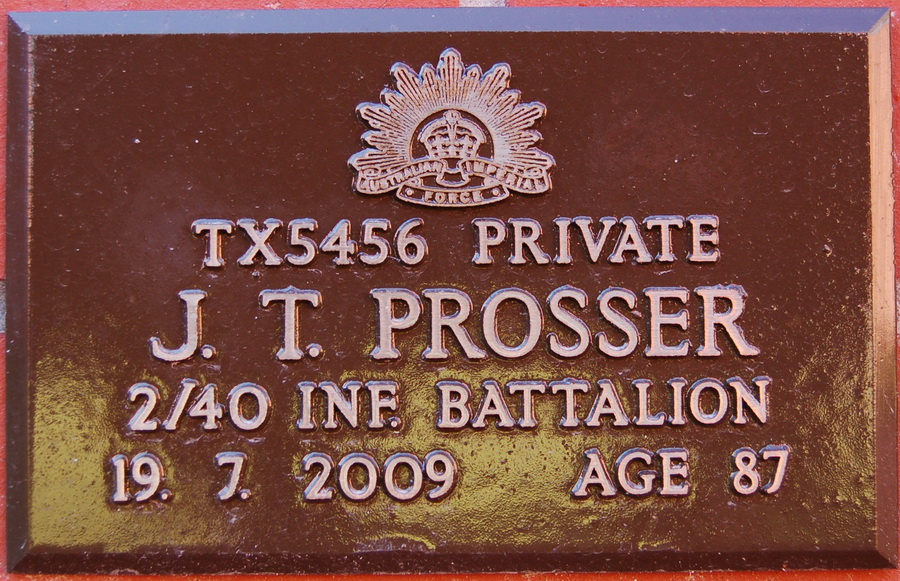 AUSTRALIAN IMPERIAL
FORCE
TX5456 PRIVATE
J. T. PROSSER
2/40 INF. BATTALION
19. 7. 2009 AGE 87